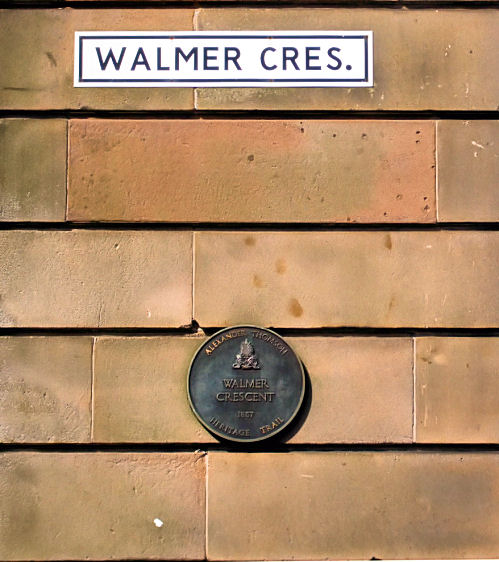 WALMER CRES.
ALEXANDER THOMSON
WALMER
CRESCENT
1857
HERITAGE TRAIL